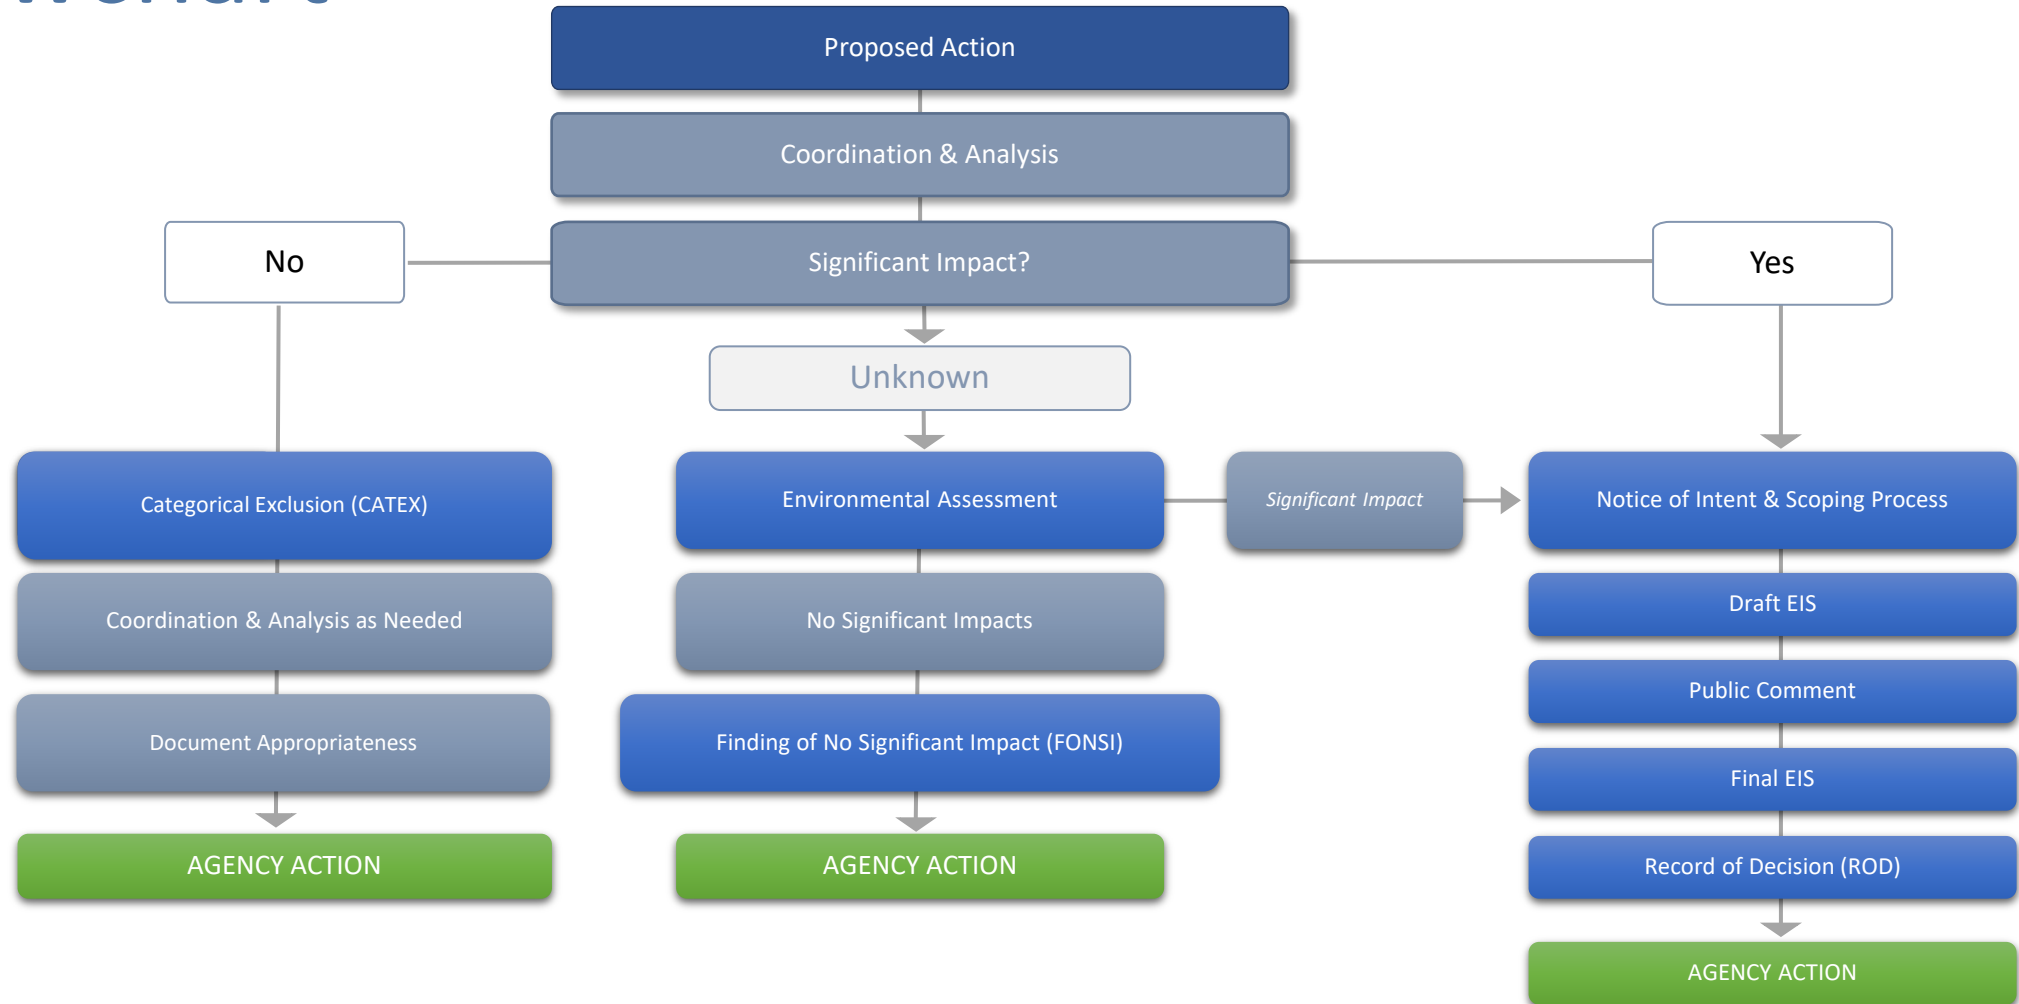 Proposed Action
Coordination & Analysis
No
Significant Impact?
Yes
Unknown
Categorical Exclusion (CATEX)
Environmental Assessment
Significant Impact
Notice of Intent & Scoping Process
Coordination & Analysis as Needed
No Significant Impacts
Draft EIS
Public Comment
Document Appropriateness
Finding of No Significant Impact (FONSI)
Final EIS
AGENCY ACTION
AGENCY ACTION
Record of Decision (ROD)
AGENCY ACTION